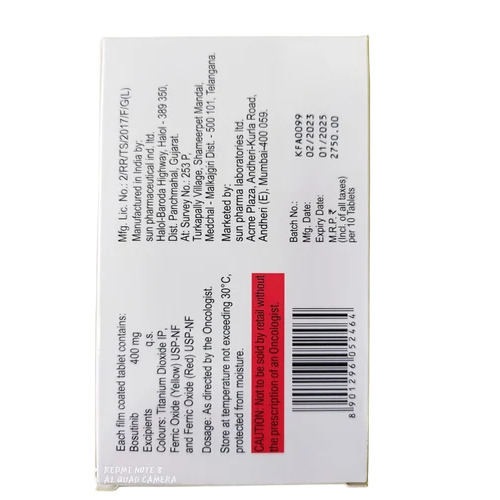 Each film coated tablet contains:
Bosutinib 400 mg
Excipients q.s.
Colours: Titanium Dioxide IP,
Ferric Oxide (Yellow) USP-NF
and Ferric Oxide (Red) USP-NF
Dosage: As directed by the Oncologist.
Store at temperature not exceeding 30°C,
protected from moisture.
CAUTION: Not to be sold by retail without
the prescription of an Oncologist.
8 901296 052464
Mfg. Lic. No.: 2/RR/TS/2017/F/G(L)
Manufactured in India by:
sun pharmaceutical ind. ltd.
Halol-Baroda Highway, Halol - 389 350,
Dist. Panchmahal, Gujarat.
At: Survey No.: 253 P,
Turkapally Village, Shameerpet Mandal,
Medchal - Malkajgiri Dist. - 500 101, Telangana.
Marketed by:
sun pharma laboratories ltd.
Acme Plaza, Andheri-Kurla Road,
Andheri (E), Mumbai-400 059.
Batch No.: KFA0099
Mfg. Date: 02/2023
Expiry Date: 01/2025
M.R.P. ₹ 2750.00
(Incl. of all taxes)
per 10 Tablets
REDMI NOTE 8
AI QUAD CAMERA